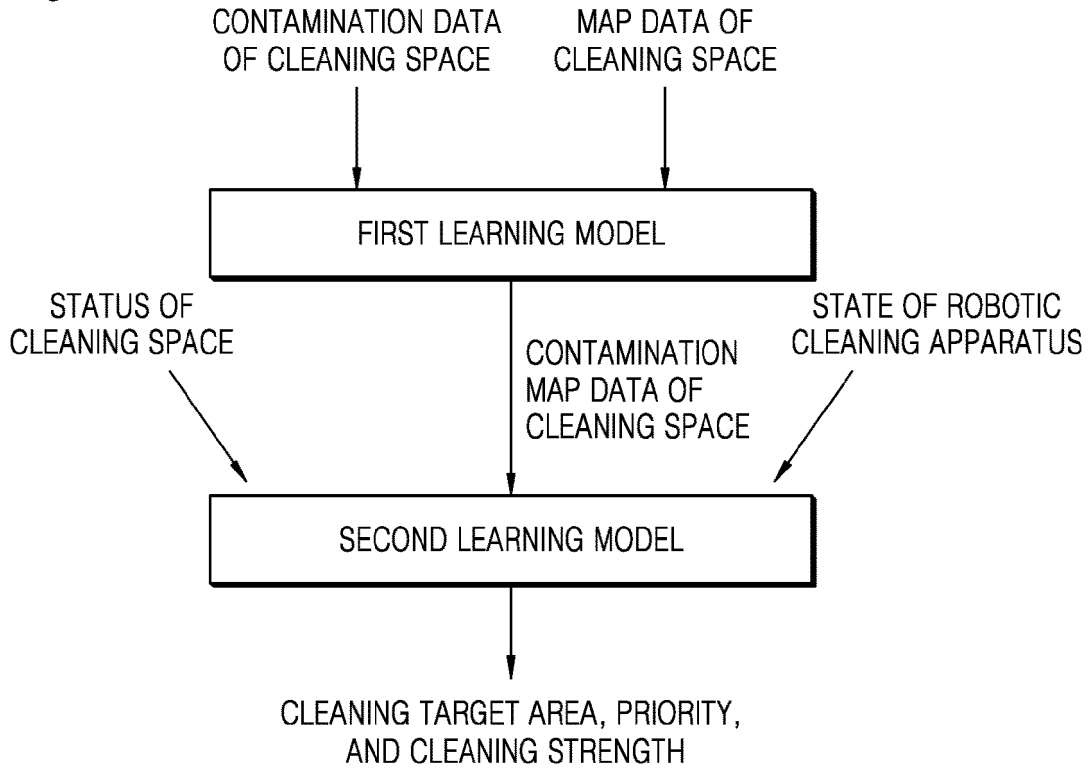 CONTAMINATION DATA
OF CLEANING SPACE
MAP DATA OF
CLEANING SPACE
FIRST LEARNING MODEL
STATUS OF
CLEANING SPACE
CONTAMINATION
MAP DATA OF
CLEANING SPACE
STATE OF ROBOTIC
CLEANING APPARATUS
SECOND LEARNING MODEL
CLEANING TARGET AREA, PRIORITY,
AND CLEANING STRENGTH